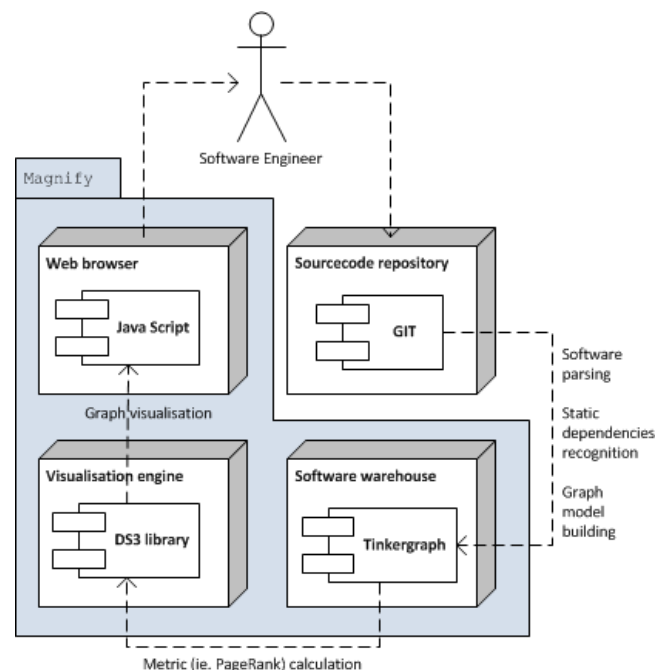 Software Engineer
Magnify
Web browser
Java Script
Sourcecode repository
GIT
Software
parsing
Static
dependencies
recognition
Graph
model
building
Graph visualisation
Visualisation engine
DS3 library
Software warehouse
Tinkergraph
Metric (ie. PageRank) calculation